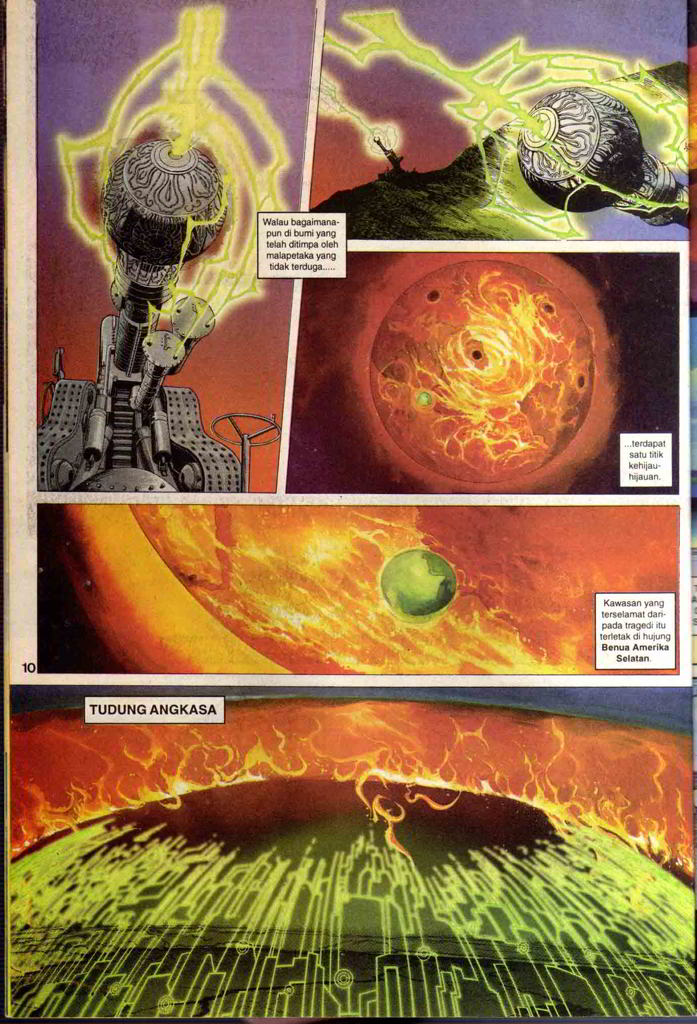 Walau bagaimana-
pun di bumi yang
telah ditimpa oleh
malapetaka yang
tidak terduga.....
...terdapat
satu titik
kehijau-
hijauan.
Kawasan yang
terselamat dari-
pada tragedi itu
terletak di hujung
Benua Amerika
Selatan.
10
TUDUNG ANGKASA